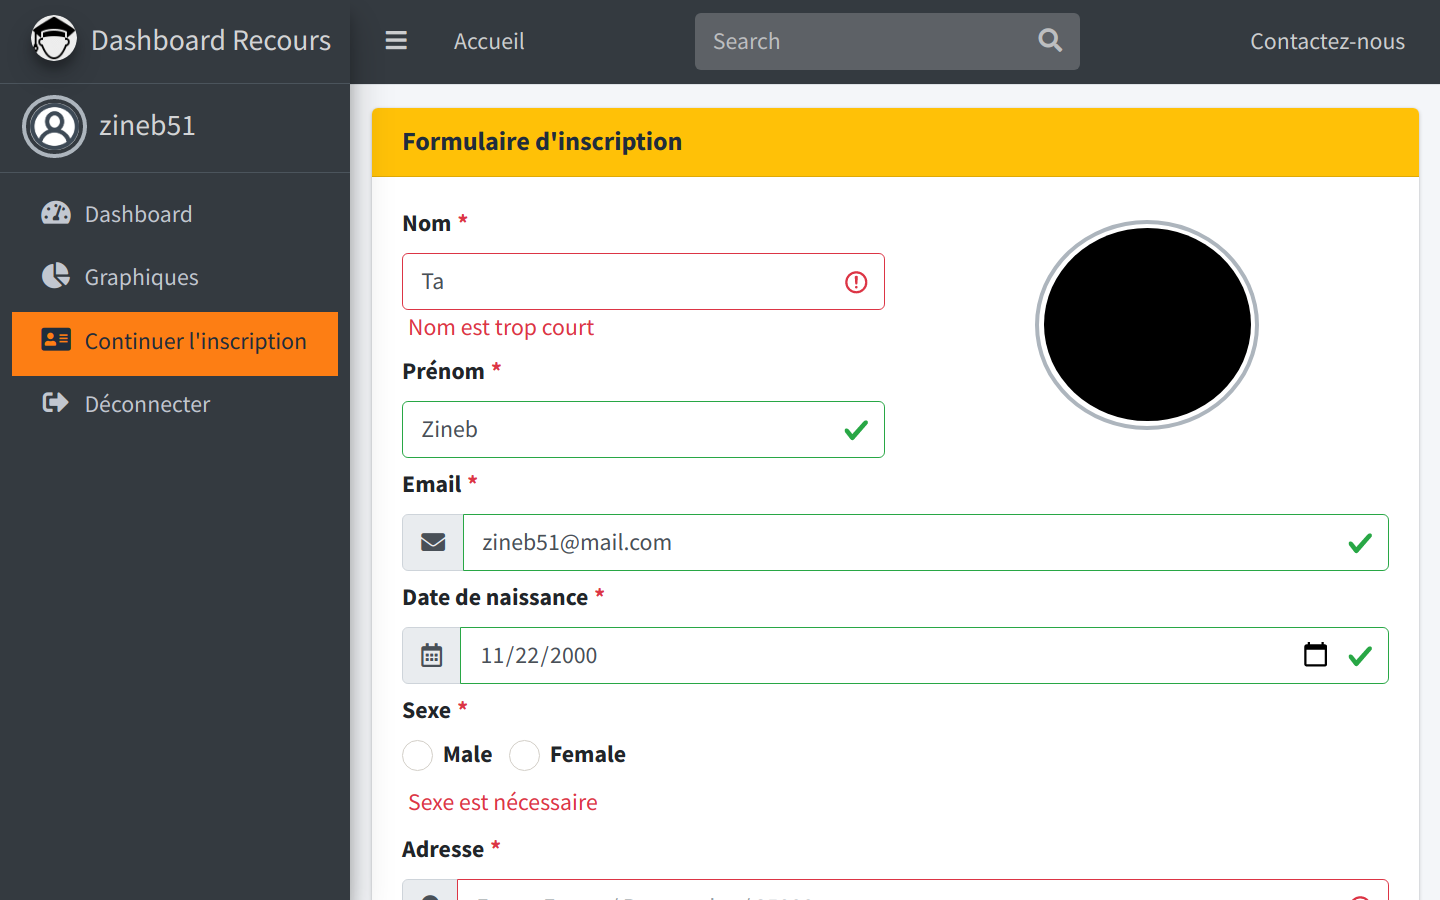 Dashboard Recours
Accueil
Search
Contactez-nous
zineb51
Dashboard
Graphiques
Continuer l'inscription
Déconnecter
Formulaire d'inscription
Nom *
Ta
Nom est trop court
Prénom *
Zineb
Email *
zineb51@mail.com
Date de naissance *
11/22/2000
Sexe *
Male Female
Sexe est nécessaire
Adresse *